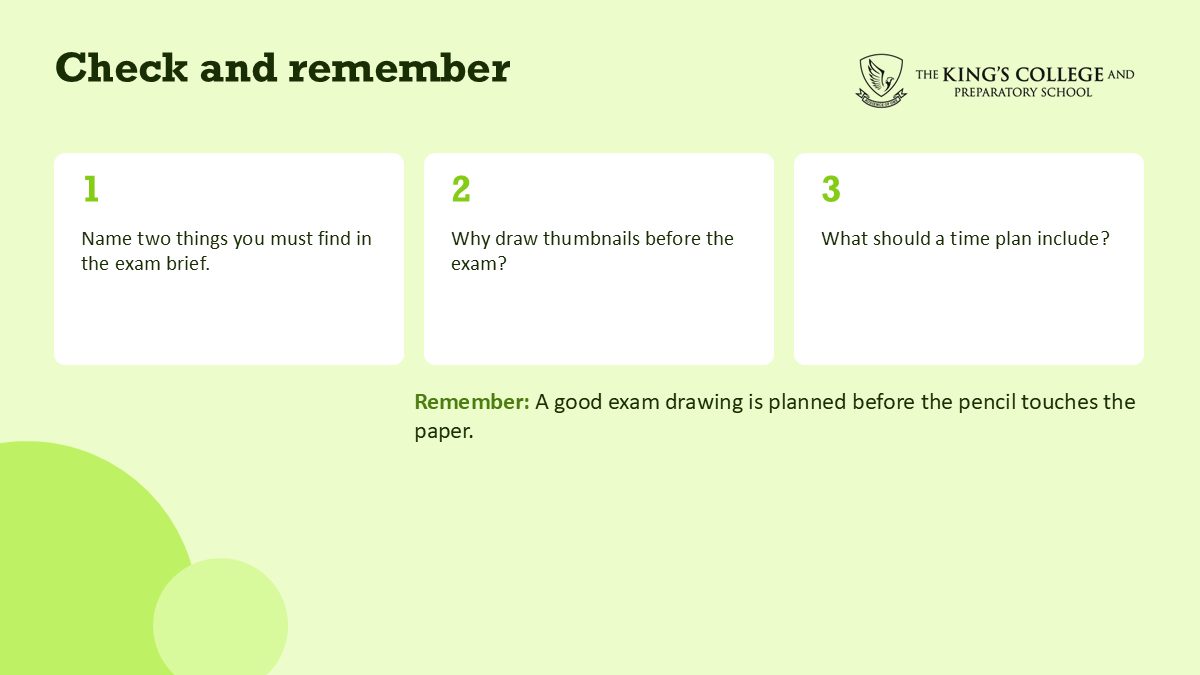 Check and remember
THE KING'S COLLEGE AND
PREPARATORY SCHOOL
1
Name two things you must find in
the exam brief.
2
Why draw thumbnails before the
exam?
3
What should a time plan include?
Remember: A good exam drawing is planned before the pencil touches the
paper.